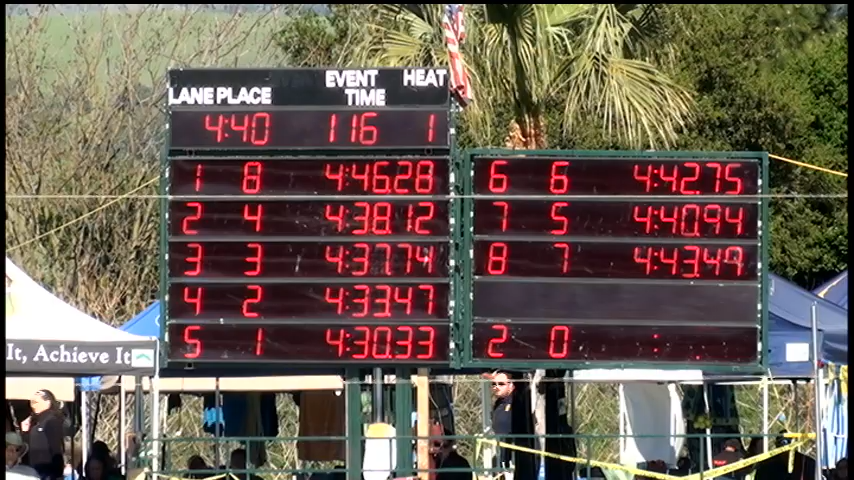 EVENT HEAT
LANE PLACE TIME
4:40 116 1
1 8 4:46.28
2 4 4:38.12
3 3 4:37.74
4 2 4:33.47
5 1 4:30.33
6 6 4:42.75
7 5 4:40.94
8 7 4:43.49
2 0 : .
It, Achieve It